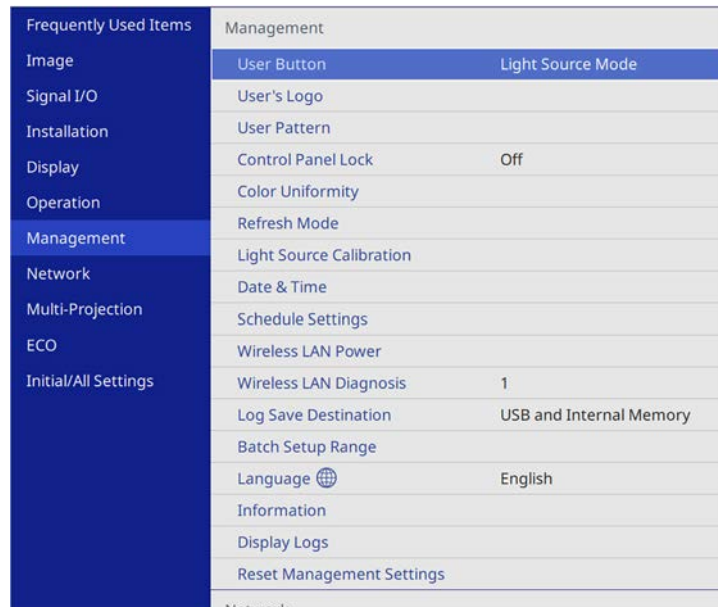 Frequently Used Items
Image
Signal I/O
Installation
Display
Operation
Management
Network
Multi-Projection
ECO
Initial/All Settings
Management
User Button Light Source Mode
User's Logo
User Pattern
Control Panel Lock Off
Color Uniformity
Refresh Mode
Light Source Calibration
Date & Time
Schedule Settings
Wireless LAN Power
Wireless LAN Diagnosis 1
Log Save Destination USB and Internal Memory
Batch Setup Range
Language English
Information
Display Logs
Reset Management Settings